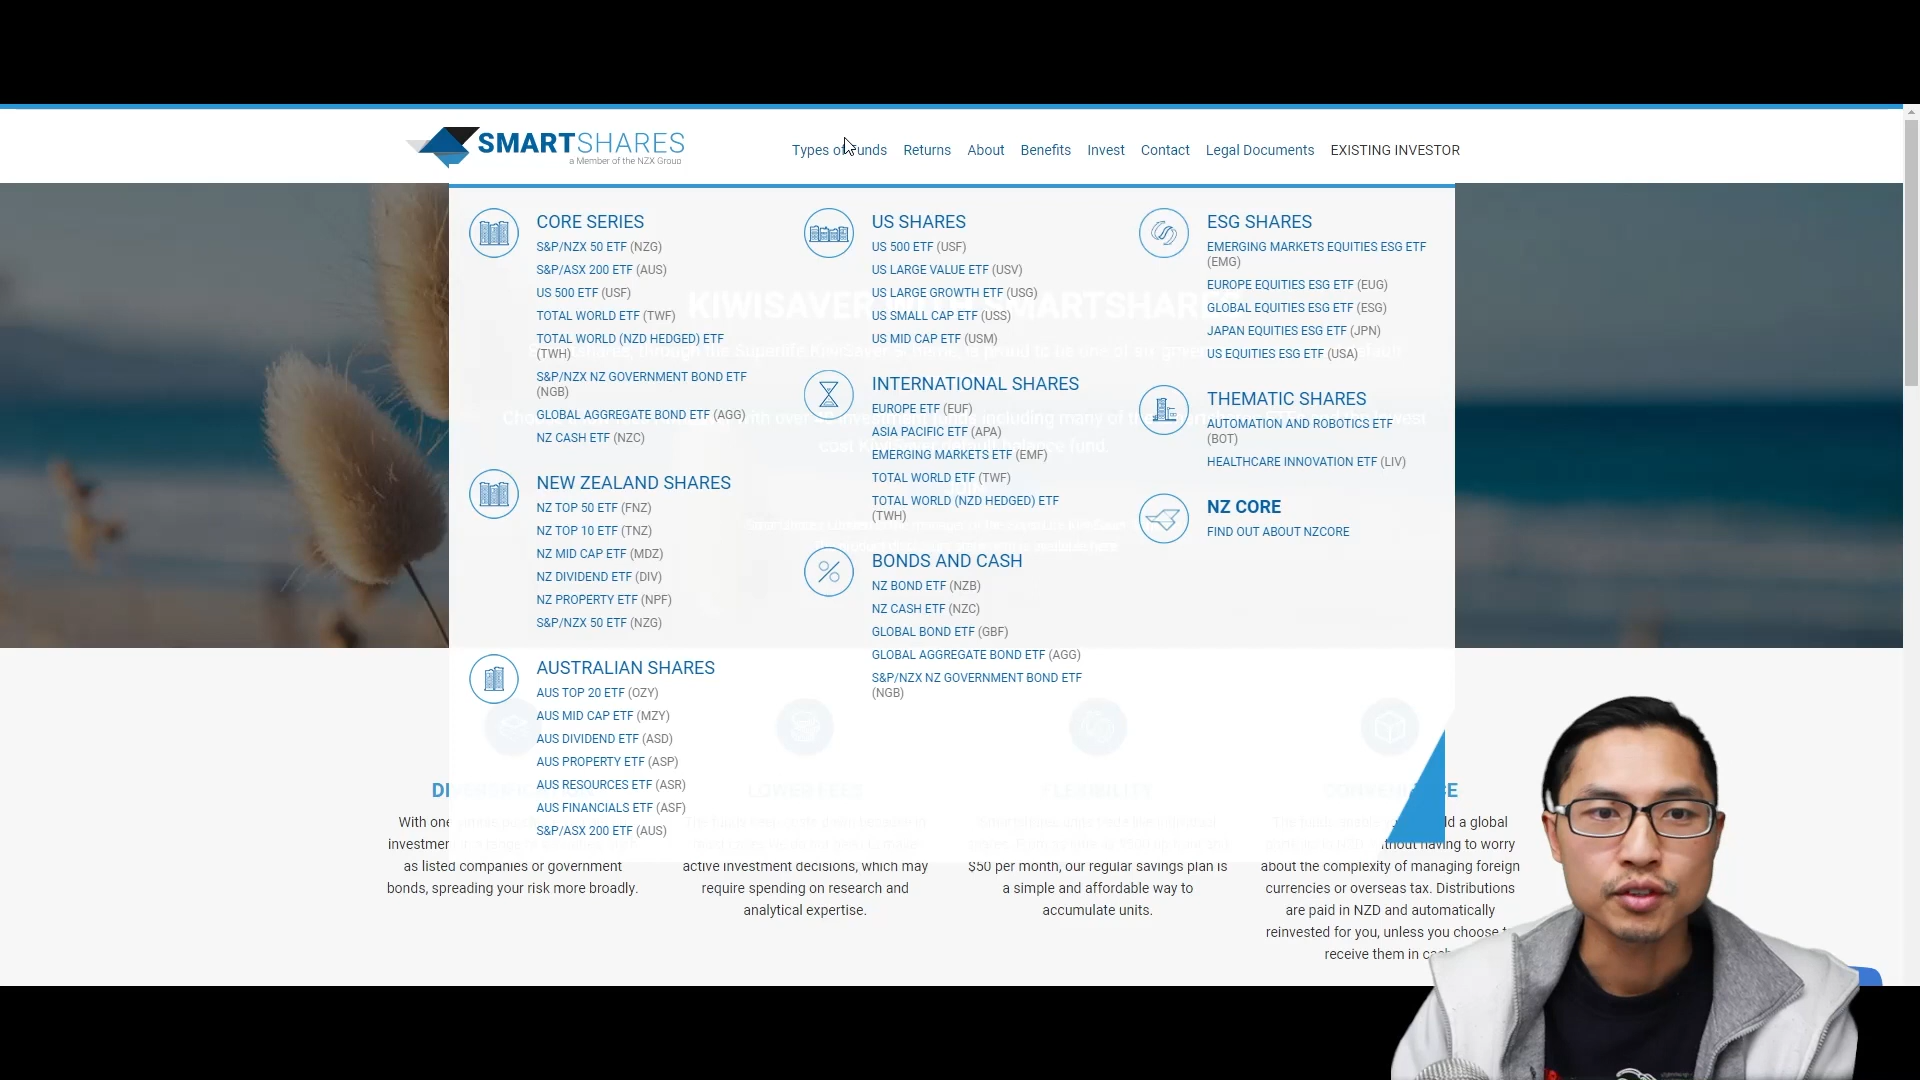 SMARTSHARES
a Member of the NZX Group
Types of Funds
Returns
About
Benefits
Invest
Contact
Legal Documents
EXISTING INVESTOR
CORE SERIES
S&P/NZX 50 ETF (NZG)
S&P/ASX 200 ETF (AUS)
US 500 ETF (USF)
TOTAL WORLD ETF (TWF)
TOTAL WORLD (NZD HEDGED) ETF
(TWH)
S&P/NZX NZ GOVERNMENT BOND ETF
(NGB)
GLOBAL AGGREGATE BOND ETF (AGG)
NZ CASH ETF (NZC)
NEW ZEALAND SHARES
NZ TOP 50 ETF (FNZ)
NZ TOP 10 ETF (TNZ)
NZ MID CAP ETF (MDZ)
NZ DIVIDEND ETF (DIV)
NZ PROPERTY ETF (NPF)
S&P/NZX 50 ETF (NZG)
AUSTRALIAN SHARES
AUS TOP 20 ETF (OZY)
AUS MID CAP ETF (MZY)
AUS DIVIDEND ETF (ASD)
AUS PROPERTY ETF (ASP)
AUS RESOURCES ETF (ASR)
AUS FINANCIALS ETF (ASF)
S&P/ASX 200 ETF (AUS)
US SHARES
US 500 ETF (USF)
US LARGE VALUE ETF (USV)
US LARGE GROWTH ETF (USG)
US SMALL CAP ETF (USS)
US MID CAP ETF (USM)
INTERNATIONAL SHARES
EUROPE ETF (EUF)
ASIA PACIFIC ETF (APA)
EMERGING MARKETS ETF (EMF)
TOTAL WORLD ETF (TWF)
TOTAL WORLD (NZD HEDGED) ETF
(TWH)
BONDS AND CASH
NZ BOND ETF (NZB)
NZ CASH ETF (NZC)
GLOBAL BOND ETF (GBF)
GLOBAL AGGREGATE BOND ETF (AGG)
S&P/NZX NZ GOVERNMENT BOND ETF
(NGB)
ESG SHARES
EMERGING MARKETS EQUITIES ESG ETF
(EMG)
EUROPE EQUITIES ESG ETF (EUG)
GLOBAL EQUITIES ESG ETF (ESG)
JAPAN EQUITIES ESG ETF (JPN)
US EQUITIES ESG ETF (USA)
THEMATIC SHARES
AUTOMATION AND ROBOTICS ETF
(BOT)
HEALTHCARE INNOVATION ETF (LIV)
NZ CORE
FIND OUT ABOUT NZCORE
KIWISAVER
With one
as listed companies or government
bonds, spreading your risk more broadly.
LOWER FEES
active investment decisions, which may
require spending on research and
analytical expertise.
FLEXIBILITY
$50 per month, our regular savings plan is
a simple and affordable way to
accumulate units.
a global
having to worry
about the complexity of managing foreign
currencies or overseas tax. Distributions
are paid in NZD and automatically
reinvested for you, unless you choose
receive them in